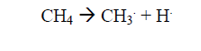 CH₄ → CH₃· + H·